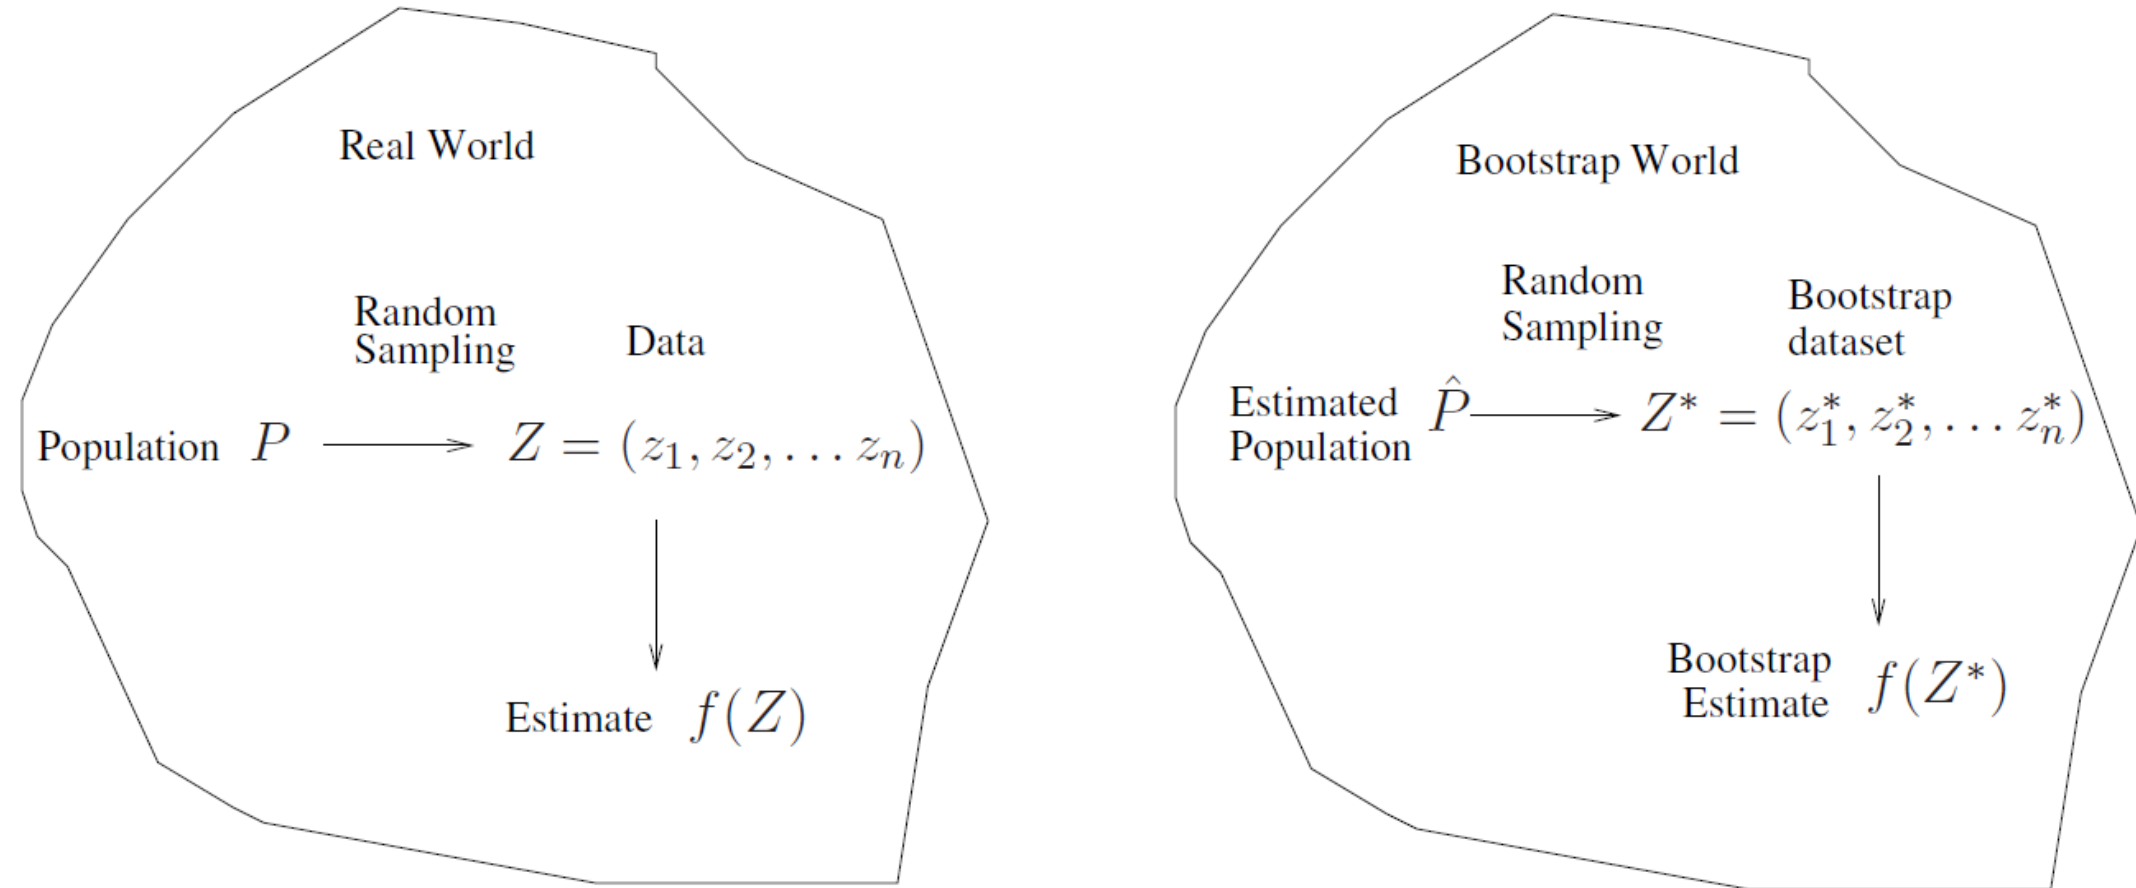 Real World
Random
Sampling
Data
Population P
Z = (z₁, z₂, . . . zₙ)
Estimate f(Z)
Bootstrap World
Random
Sampling
Bootstrap
dataset
Estimated
Population
P̂
Z* = (z₁*, z₂*, . . . zₙ*)
Bootstrap
Estimate
f(Z*)